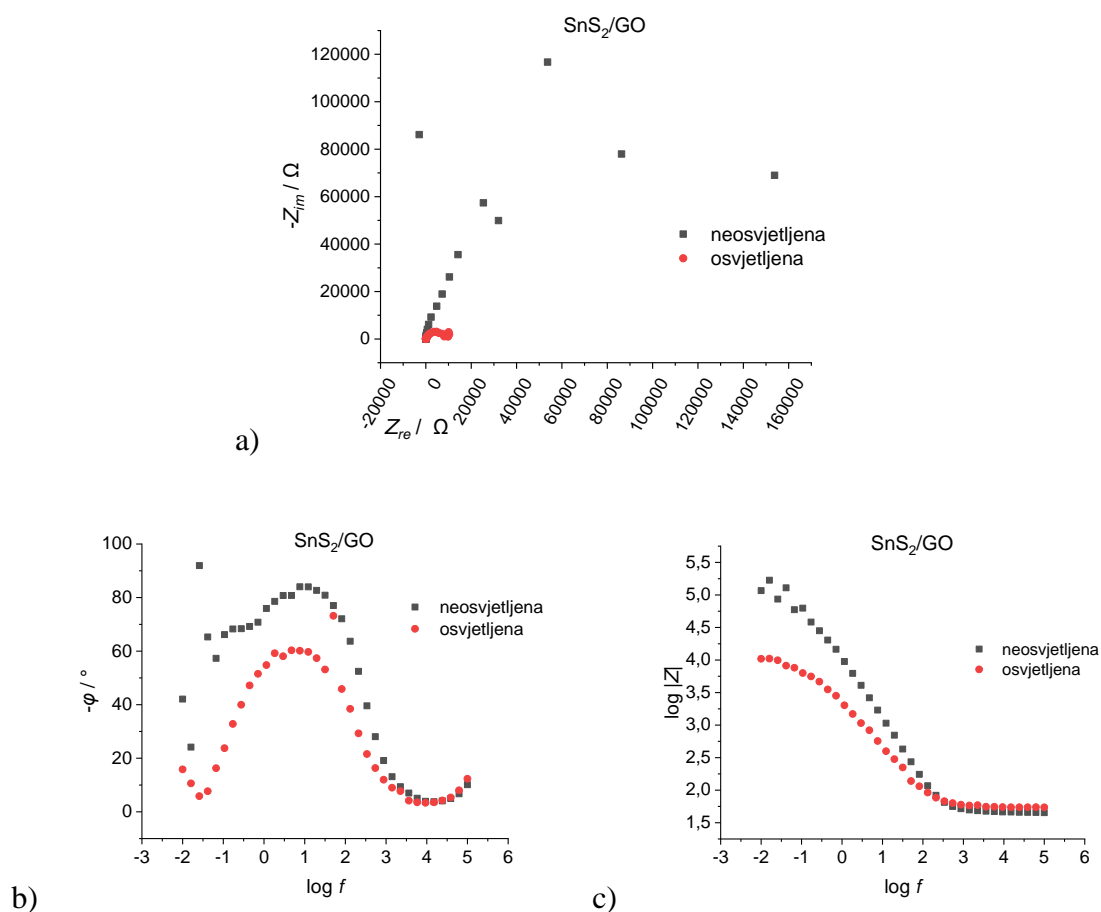 SnS₂/GO
120000
100000
80000
60000
40000
20000
0
-Zim / Ω
neosvjetljena
osvjetljena
-20000 0 20000 40000 60000 80000 100000 120000 140000 160000
Zre / Ω
a)
SnS₂/GO
100
80
60
40
20
0
-φ / °
neosvjetljena
osvjetljena
-3 -2 -1 0 1 2 3 4 5 6
log f
b)
SnS₂/GO
5,5
5,0
4,5
4,0
3,5
3,0
2,5
2,0
1,5
log |Z|
neosvjetljena
osvjetljena
-3 -2 -1 0 1 2 3 4 5 6
log f
c)